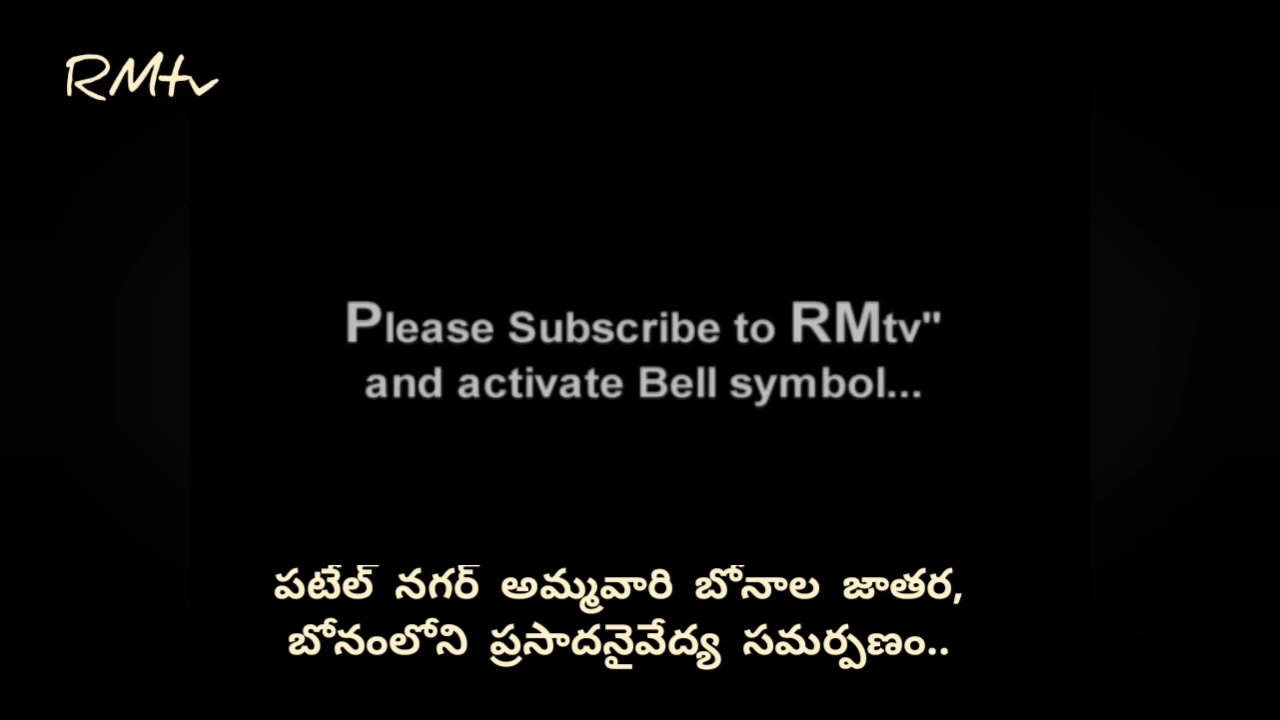 RMtv
Please Subscribe to RMtv"
and activate Bell symbol...
పటేల్ నగర్ అమ్మవారి బోనాల జాతర,
బోనంలోని ప్రసాదనైవేద్య సమర్పణం..